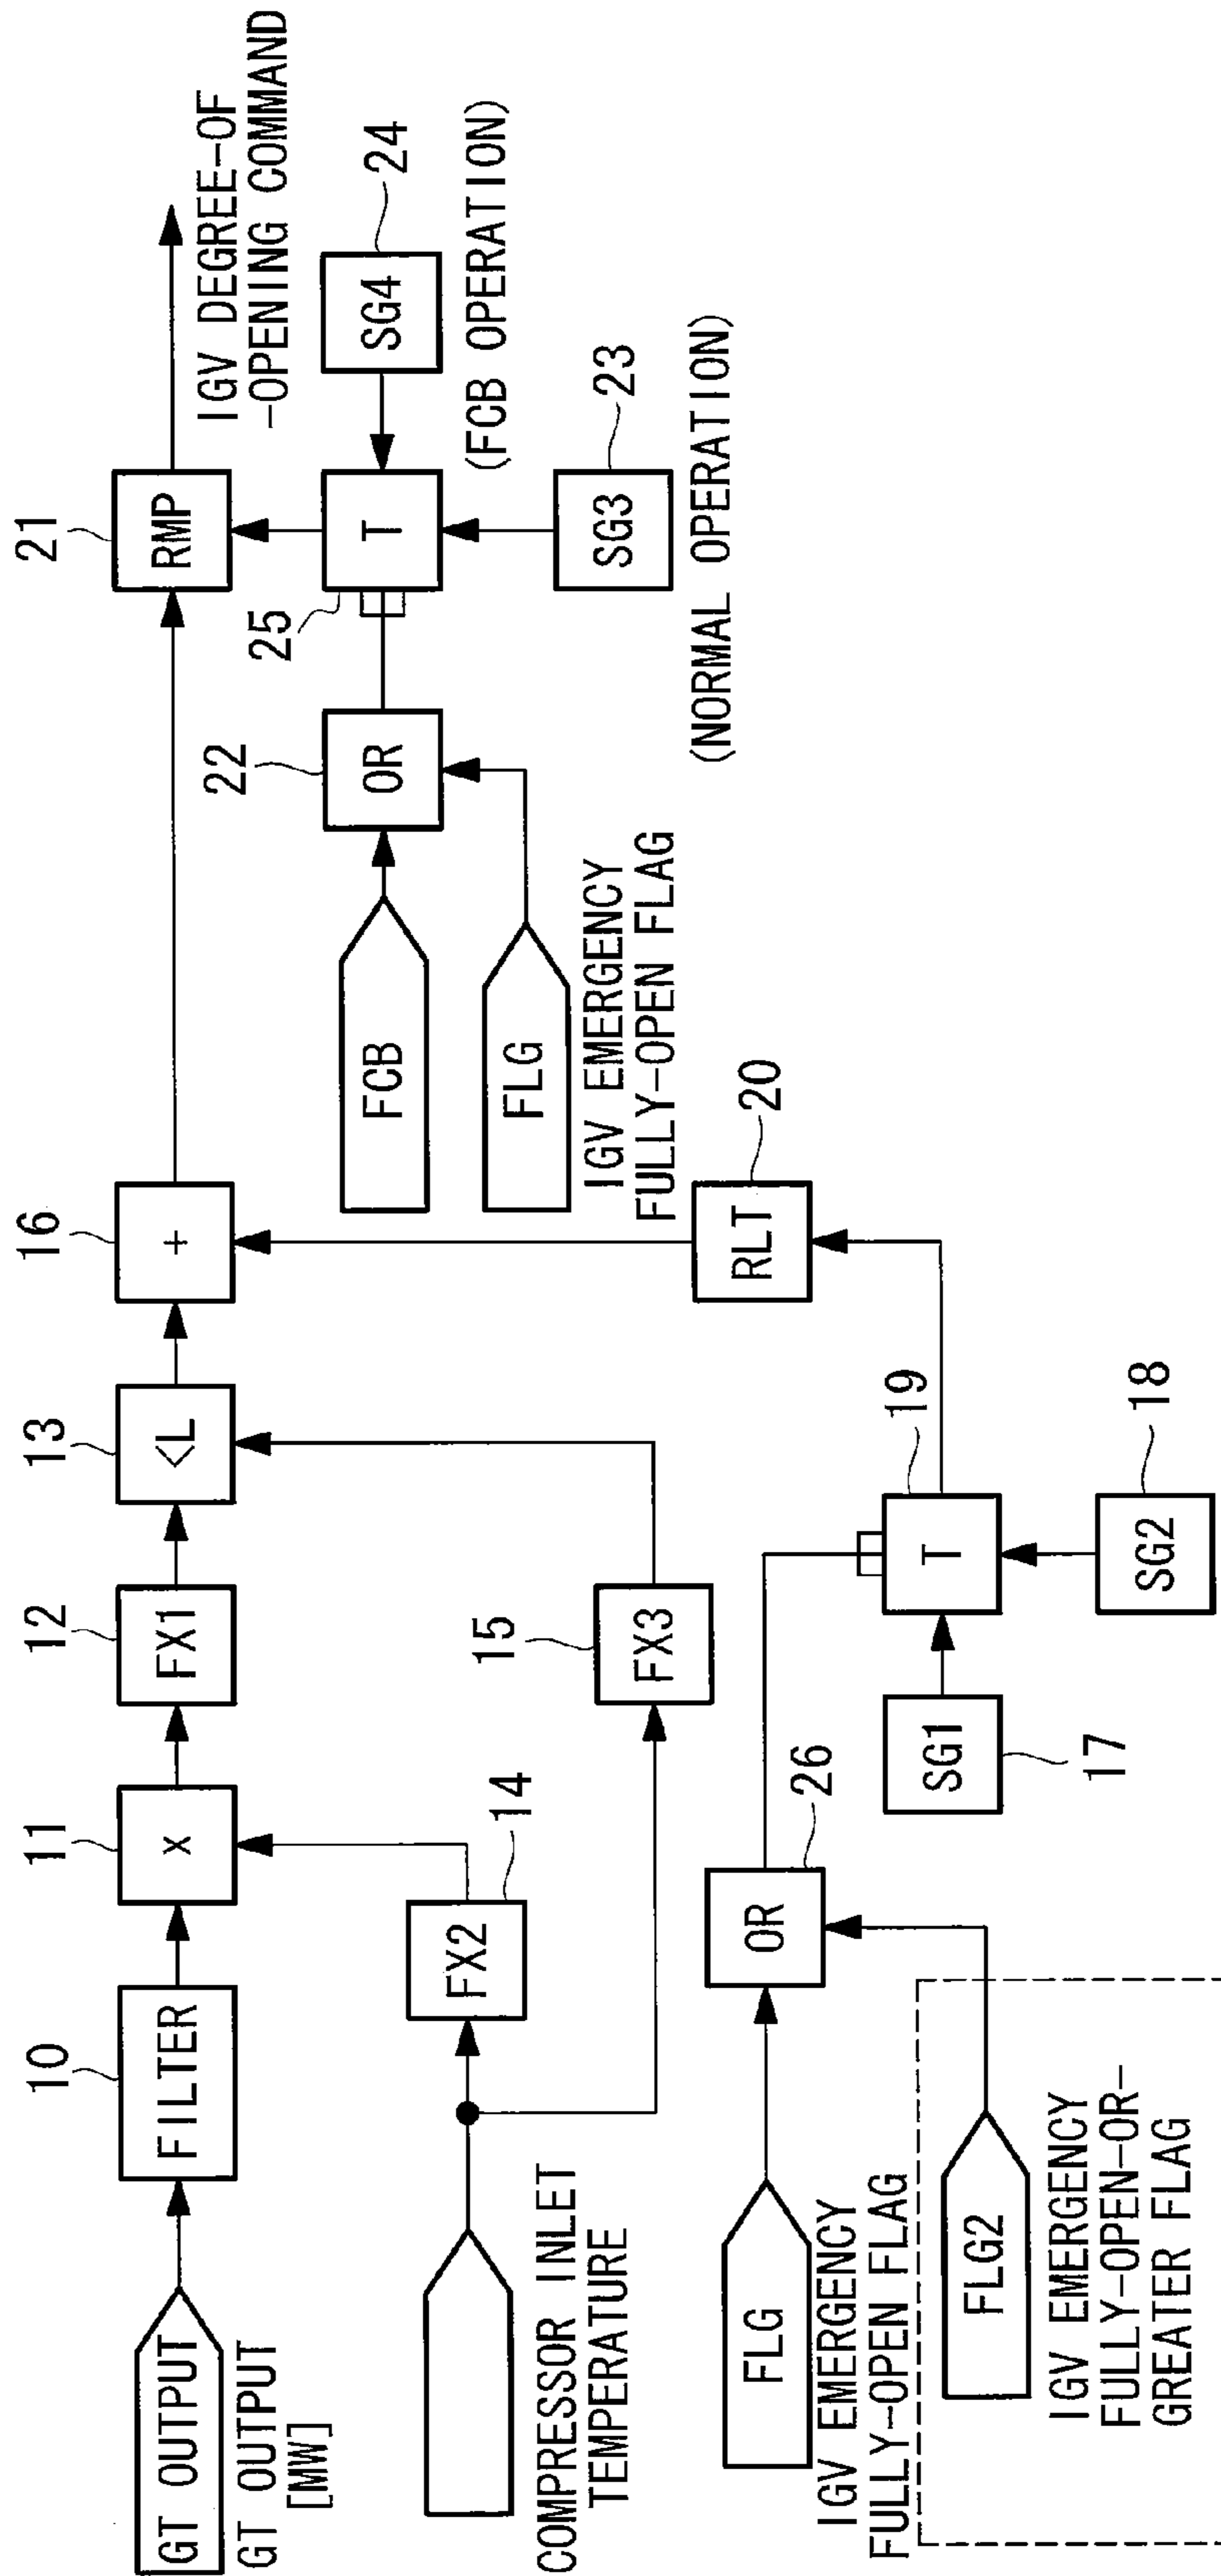 GT OUTPUT
GT OUTPUT
[MW]
10
FILTER
11
x
12
FX1
13
<L
16
+
21
RMP
IGV DEGREE-OF
-OPENING COMMAND
COMPRESSOR INLET
TEMPERATURE
14
FX2
15
FX3
FCB
FLG
IGV EMERGENCY
FULLY-OPEN FLAG
22
OR
25
T
24
SG4
(FCB OPERATION)
23
SG3
(NORMAL OPERATION)
20
RLT
FLG
IGV EMERGENCY
FULLY-OPEN FLAG
26
OR
19
T
17
SG1
18
SG2
FLG2
IGV EMERGENCY
FULLY-OPEN-OR-
GREATER FLAG